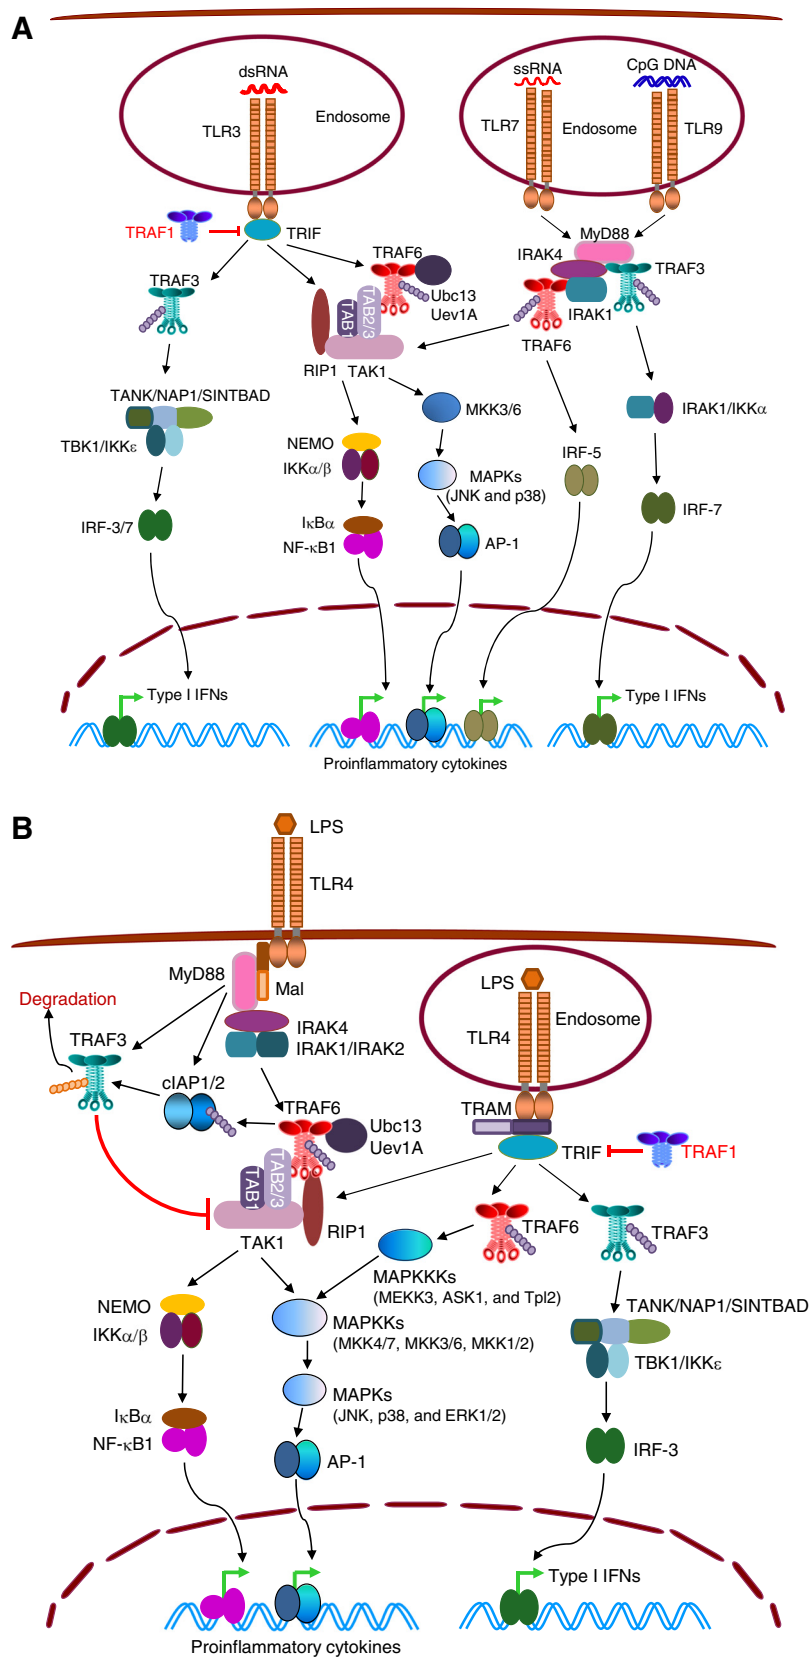 A
dsRNA
TLR3
Endosome
ssRNA
CpG DNA
TLR7
Endosome
TLR9
TRAF1
TRIF
MyD88
TRAF6
IRAK4
TRAF3
TRAF3
Ubc13
Uev1A
IRAK1
TAB1
TAB2/3
TRAF6
RIP1
TAK1
TANK/NAP1/SINTBAD
MKK3/6
IRAK1/IKKα
TBK1/IKKε
NEMO
IKKα/β
IRF-5
MAPKs
(JNK and p38)
IRF-7
IRF-3/7
IκBα
NF-κB1
AP-1
Type I IFNs
Type I IFNs
Proinflammatory cytokines
B
LPS
TLR4
MyD88
Mal
LPS
Endosome
TLR4
Degradation
IRAK4
IRAK1/IRAK2
TRAF3
cIAP1/2
TRAF6
Ubc13
Uev1A
TRAM
TRIF
TRAF1
TAB1
TAB2/3
RIP1
TAK1
TRAF6
TRAF3
MAPKKKs
(MEKK3, ASK1, and Tpl2)
NEMO
IKKα/β
MAPKKs
(MKK4/7, MKK3/6, MKK1/2)
TANK/NAP1/SINTBAD
TBK1/IKKε
MAPKs
(JNK, p38, and ERK1/2)
IκBα
NF-κB1
AP-1
IRF-3
Type I IFNs
Proinflammatory cytokines